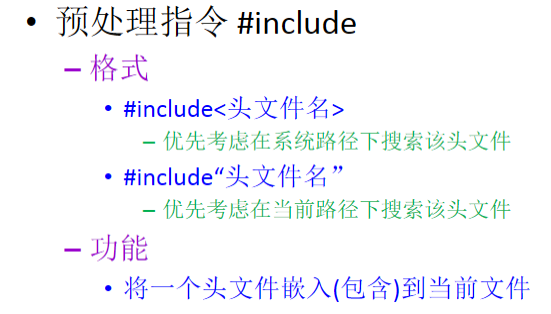 • 预处理指令 #include
– 格式
• #include<头文件名>
– 优先考虑在系统路径下搜索该头文件
• #include“头文件名”
– 优先考虑在当前路径下搜索该头文件
– 功能
• 将一个头文件嵌入(包含)到当前文件